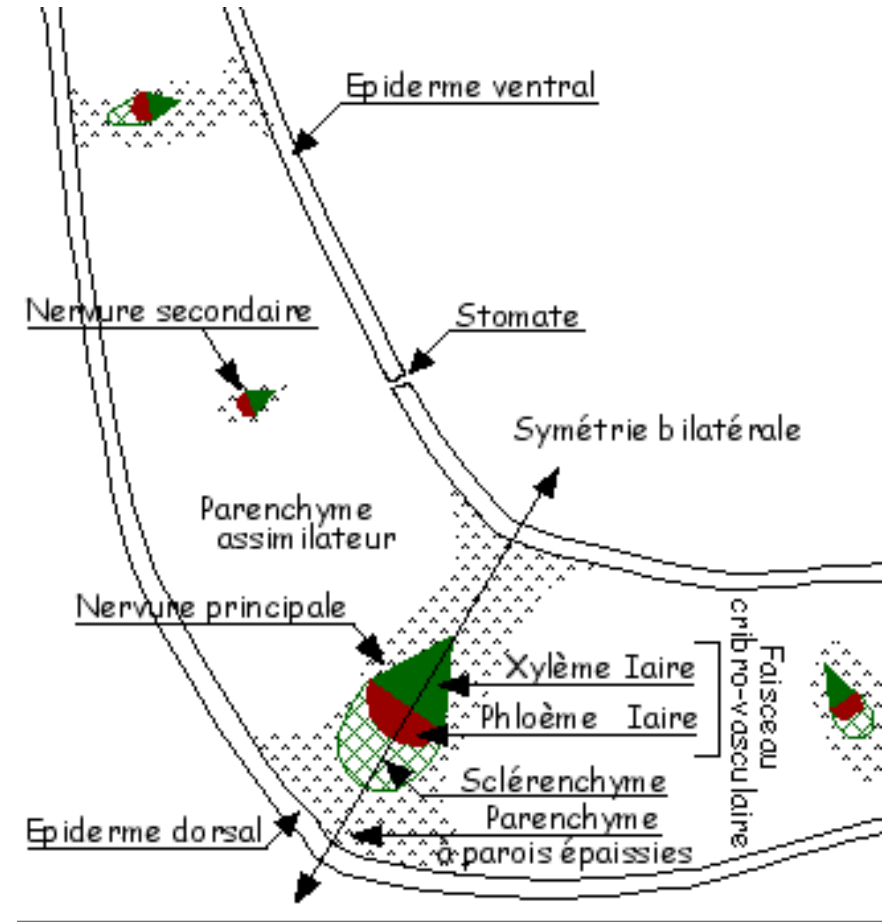 Epiderme ventral
Nervure secondaire
Stomate
Symétrie bilatérale
Parenchyme
assimilateur
Nervure principale
Xylème Iaire
Phloème Iaire
Faisceau
cribro-vasculaire
Sclérenchyme
Parenchyme
à parois épaissies
Epiderme dorsal